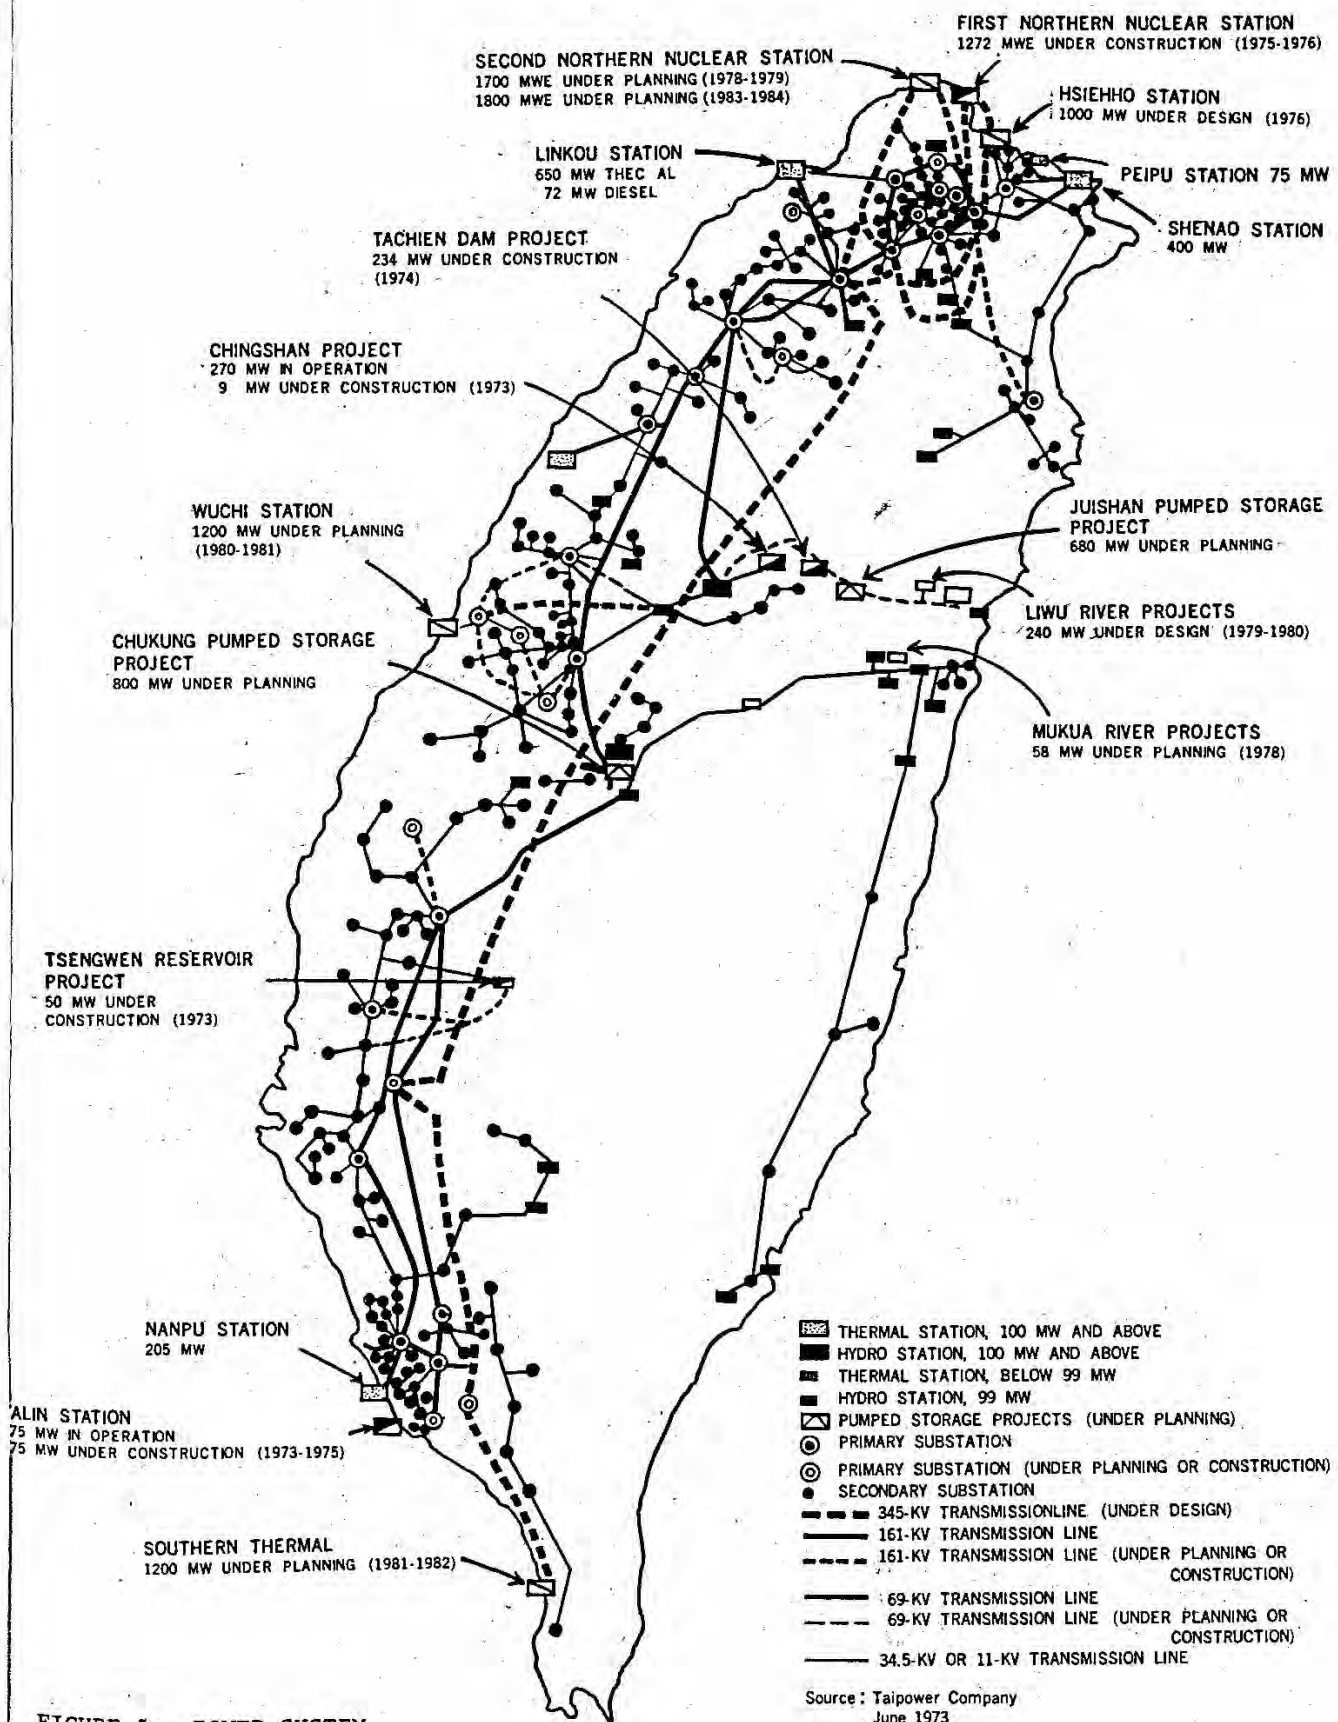 FIRST NORTHERN NUCLEAR STATION
1272 MWE UNDER CONSTRUCTION (1975-1976)
SECOND NORTHERN NUCLEAR STATION
1700 MWE UNDER PLANNING (1978-1979)
1800 MWE UNDER PLANNING (1983-1984)
HSIEHHO STATION
1000 MW UNDER DESIGN (1976)
LINKOU STATION
650 MW THEC AL
72 MW DIESEL
PEIPU STATION 75 MW
SHENAO STATION
400 MW
TACHIEN DAM PROJECT
234 MW UNDER CONSTRUCTION
(1974)
CHINGSHAN PROJECT
270 MW IN OPERATION
9 MW UNDER CONSTRUCTION (1973)
WUCHI STATION
1200 MW UNDER PLANNING
(1980-1981)
JUISHAN PUMPED STORAGE
PROJECT
680 MW UNDER PLANNING
LIWU RIVER PROJECTS
240 MW UNDER DESIGN (1979-1980)
CHUKUNG PUMPED STORAGE
PROJECT
800 MW UNDER PLANNING
MUKUA RIVER PROJECTS
58 MW UNDER PLANNING (1978)
TSENGWEN RESERVOIR
PROJECT
50 MW UNDER
CONSTRUCTION (1973)
NANPU STATION
205 MW
ALIN STATION
75 MW IN OPERATION
75 MW UNDER CONSTRUCTION (1973-1975)
SOUTHERN THERMAL
1200 MW UNDER PLANNING (1981-1982)
THERMAL STATION, 100 MW AND ABOVE
HYDRO STATION, 100 MW AND ABOVE
THERMAL STATION, BELOW 99 MW
HYDRO STATION, 99 MW
PUMPED STORAGE PROJECTS (UNDER PLANNING)
PRIMARY SUBSTATION
PRIMARY SUBSTATION (UNDER PLANNING OR CONSTRUCTION)
SECONDARY SUBSTATION
345-KV TRANSMISSIONLINE (UNDER DESIGN)
161-KV TRANSMISSION LINE
161-KV TRANSMISSION LINE (UNDER PLANNING OR
CONSTRUCTION)
69-KV TRANSMISSION LINE
69-KV TRANSMISSION LINE (UNDER PLANNING OR
CONSTRUCTION)
34.5-KV OR 11-KV TRANSMISSION LINE
Source: Taipower Company
June 1973
POWER SYSTEM